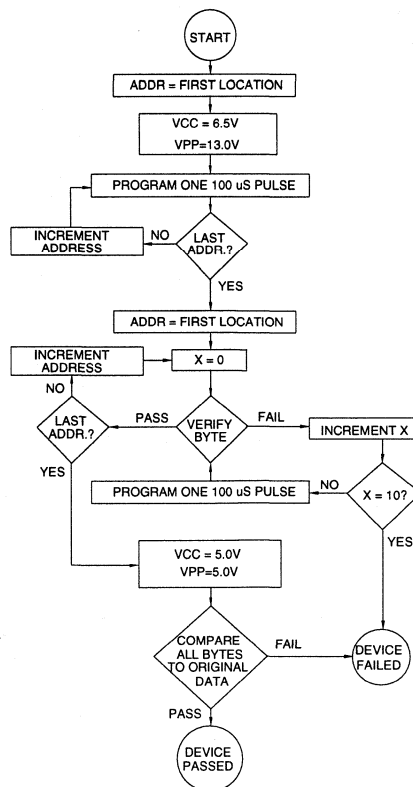 START
ADDR = FIRST LOCATION
VCC = 6.5V
VPP=13.0V
PROGRAM ONE 100 uS PULSE
INCREMENT
ADDRESS
NO
LAST
ADDR.?
YES
ADDR = FIRST LOCATION
INCREMENT
ADDRESS
X = 0
NO
LAST
ADDR.?
PASS
VERIFY
BYTE
FAIL
INCREMENT X
YES
PROGRAM ONE 100 uS PULSE
NO
X = 10?
YES
VCC = 5.0V
VPP=5.0V
COMPARE
ALL BYTES
TO ORIGINAL
DATA
FAIL
DEVICE
FAILED
PASS
DEVICE
PASSED